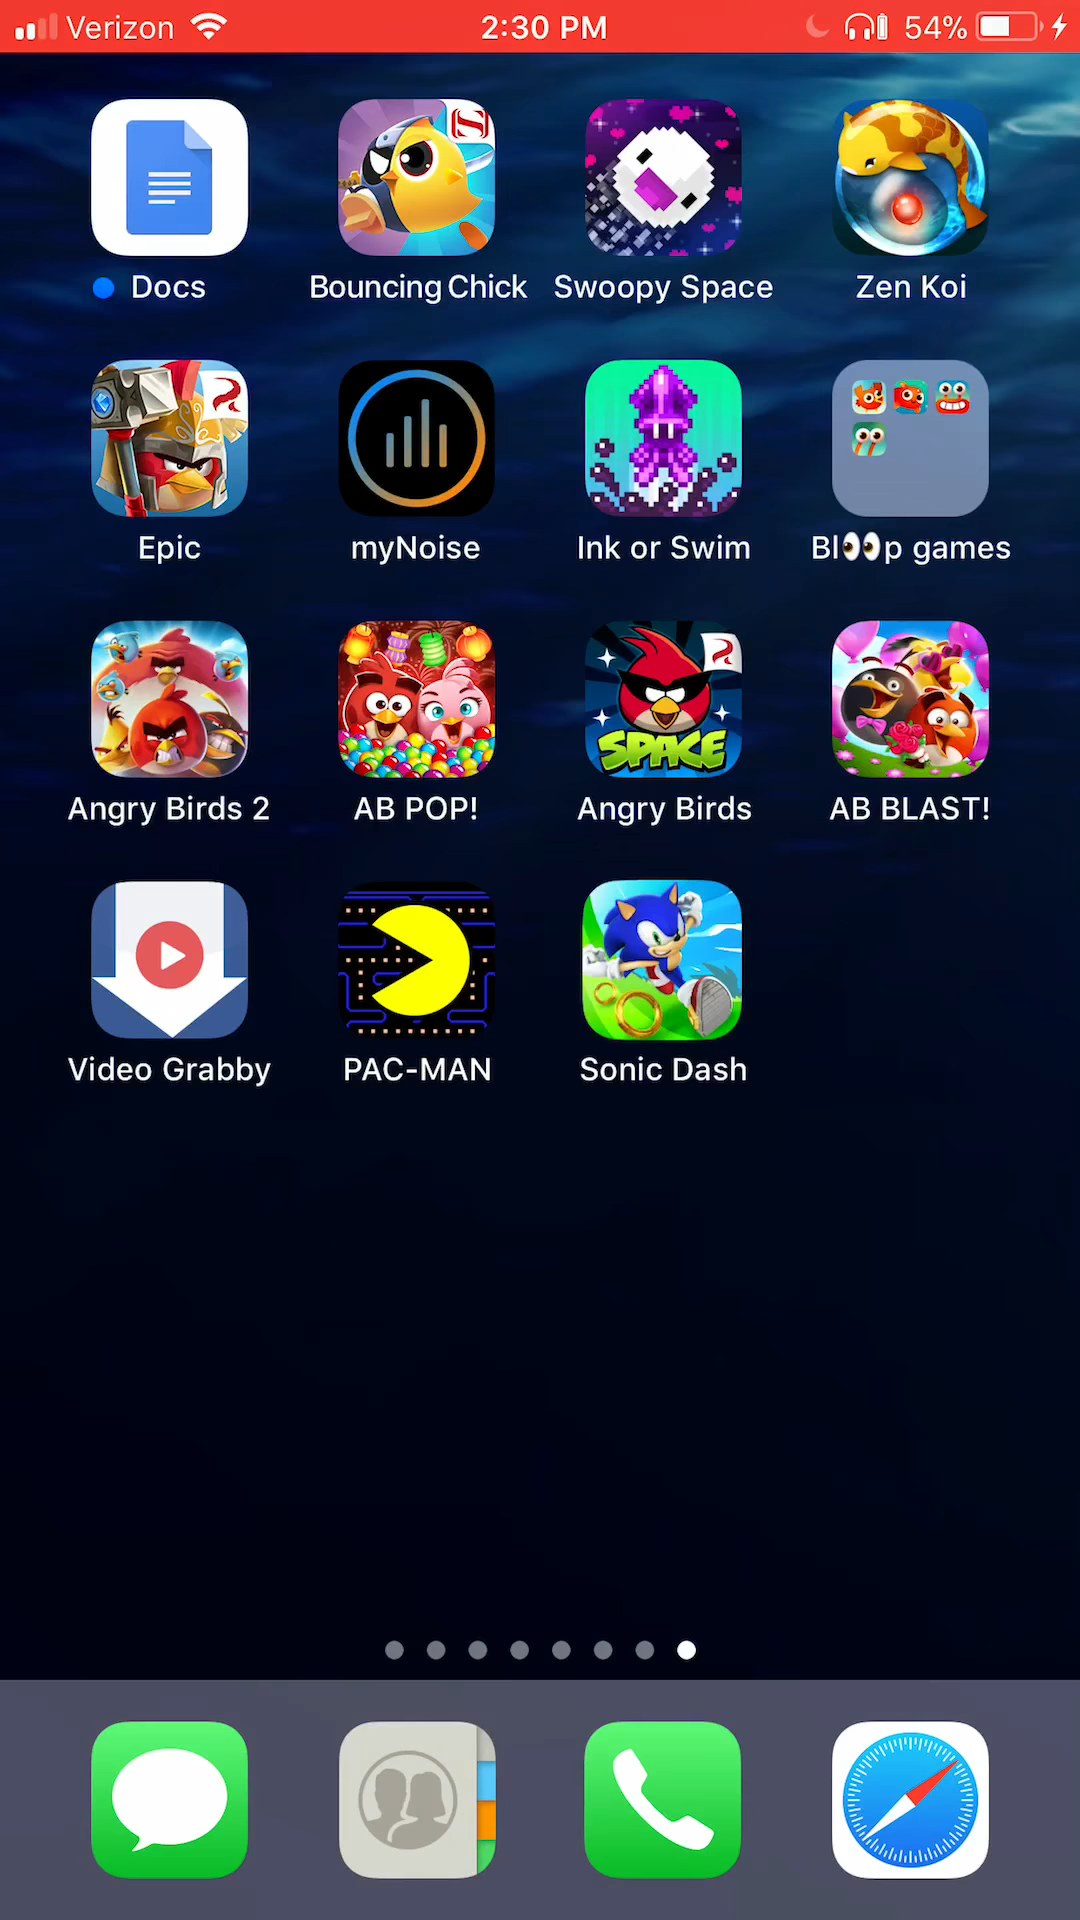 Verizon 2:30 PM 54%
Docs Bouncing Chick Swoopy Space Zen Koi
Epic myNoise Ink or Swim Bl👀p games
SPACE
Angry Birds 2 AB POP! Angry Birds AB BLAST!
Video Grabby PAC-MAN Sonic Dash